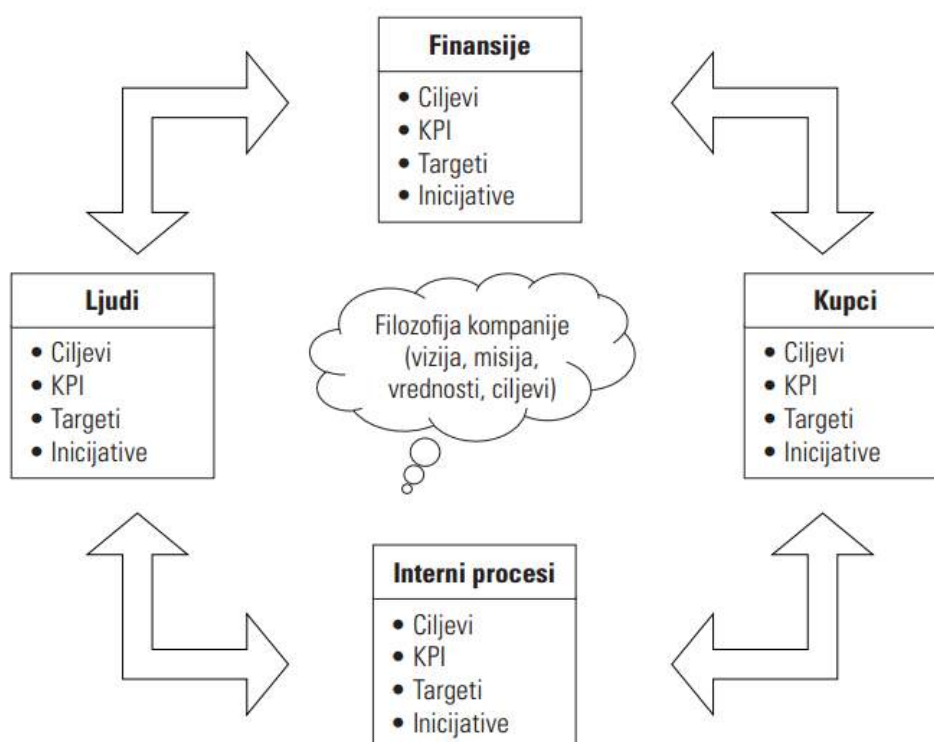 Finansije
• Ciljevi
• KPI
• Targeti
• Inicijative
Ljudi
• Ciljevi
• KPI
• Targeti
• Inicijative
Filozofija kompanije
(vizija, misija,
vrednosti, ciljevi)
Kupci
• Ciljevi
• KPI
• Targeti
• Inicijative
Interni procesi
• Ciljevi
• KPI
• Targeti
• Inicijative